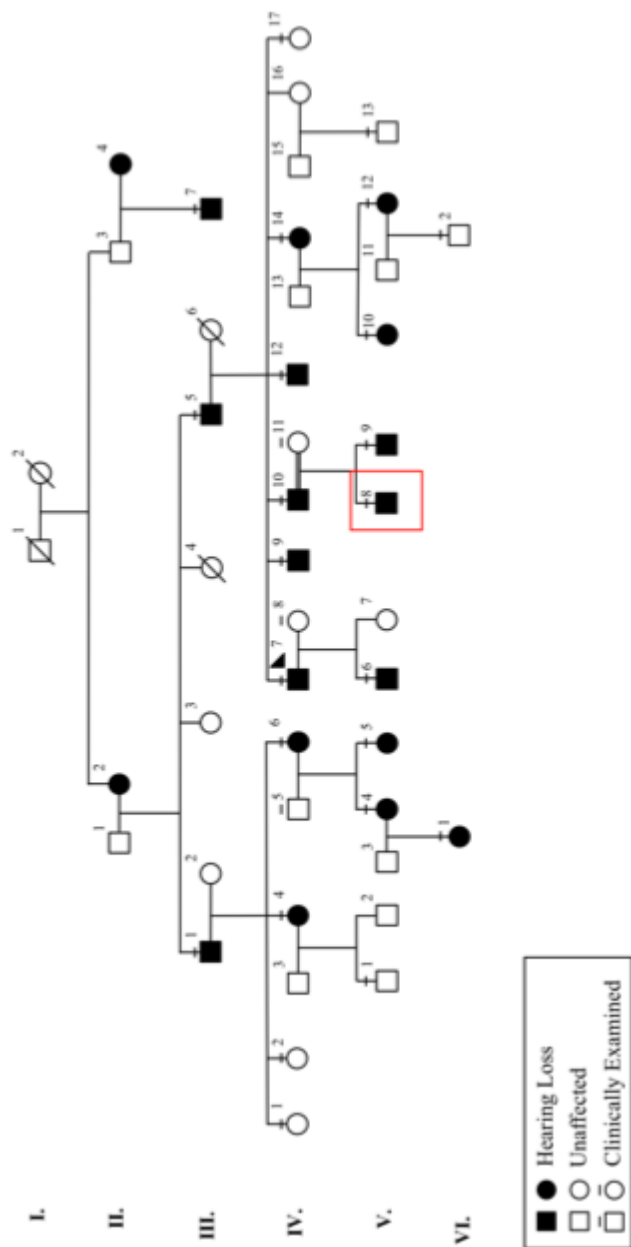 I. 1 2
II. 1 2 3 4
III. 1 2 3 4 5 6 7
IV. 1 2 3 4 5 6 7 8 9 10 11 12 13 14 15 16 17
V. 1 2 3 4 5 6 7 8 9 10 11 12 13
VI. 1 2
Hearing Loss
Unaffected
Clinically Examined